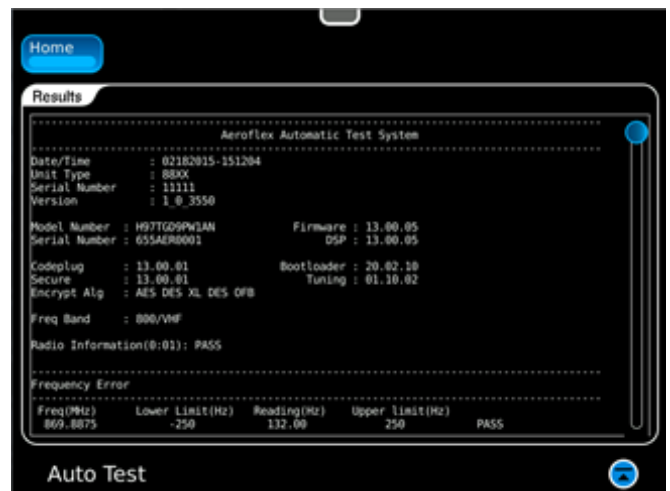 Home
Results
Aeroflex Automatic Test System
Date/Time : 02182015-151204
Unit Type : 88XX
Serial Number : 11111
Version : 1_0_3550
Model Number : H97TGD9PW1AN Firmware : 13.00.05
Serial Number : 655AER0001 DSP : 13.00.05
Codeplug : 13.00.01 Bootloader : 20.02.10
Secure : 13.00.01 Tuning : 01.10.02
Encrypt Alg : AES DES XL DES OFB
Freq Band : 800/VHF
Radio Information(0:01): PASS
Frequency Error
Freq(MHz) Lower Limit(Hz) Reading(Hz) Upper limit(Hz)
869.8875 -250 132.00 250 PASS
Auto Test